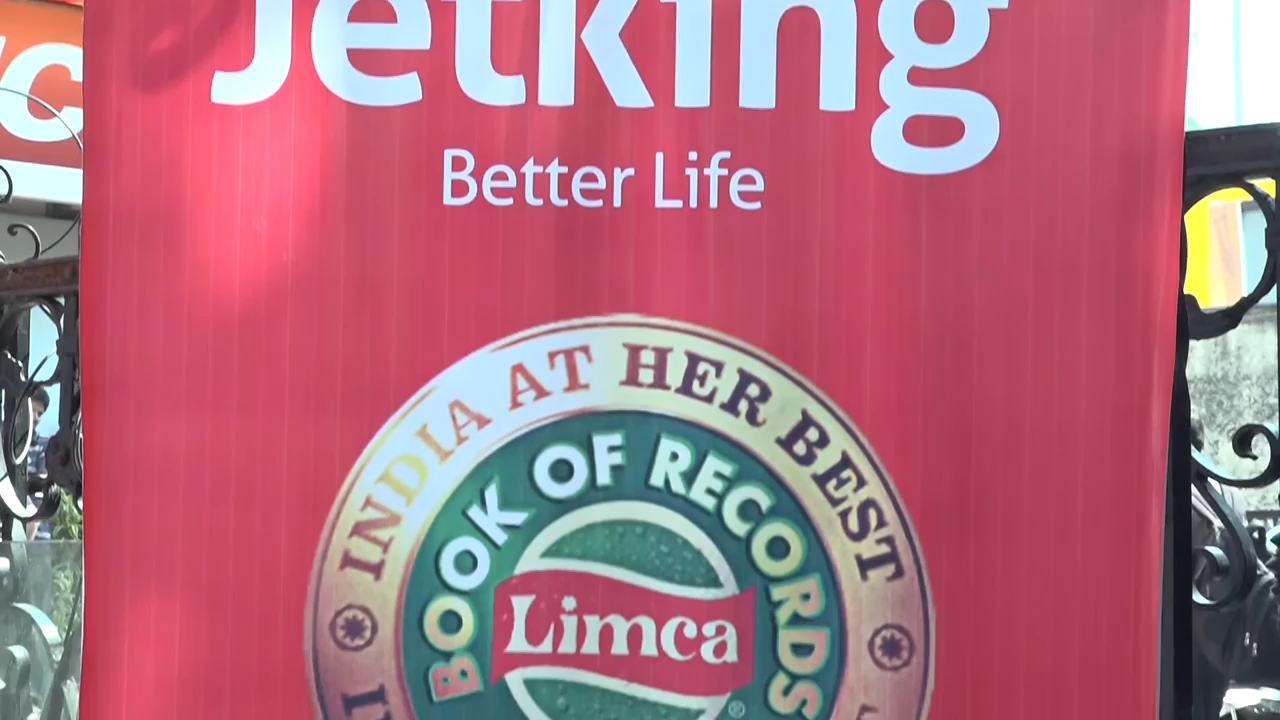 Jetking
Better Life
INDIA AT HER BEST
BOOK OF RECORDS
Limca
®